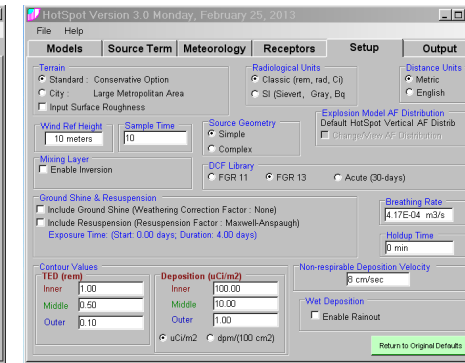 HotSpot Version 3.0 Monday, February 25, 2013
File Help
Models Source Term Meteorology Receptors Setup Output
Terrain Radiological Units Distance Units
Standard : Conservative Option Classic (rem, rad, Ci) Metric
City : Large Metropolitan Area SI (Sievert, Gray, Bq English
Input Surface Roughness
Wind Ref Height Sample Time Source Geometry Explosion Model AF Distribution
10 meters 10 Simple Default HotSpot Vertical AF Distrib
Complex Change/View AF Distribution
Mixing Layer DCF Library
Enable Inversion FGR 11 FGR 13 Acute (30-days)
Ground Shine & Resuspension Breathing Rate
Include Ground Shine (Weathering Correction Factor : None) 4.17E-04 m3/s
Include Resuspension (Resuspension Factor : Maxwell-Anspaugh)
Exposure Time: (Start: 0.00 days; Duration: 4.00 days) Holdup Time
0 min
Contour Values Non-respirable Deposition Velocity
TED (rem) Deposition (uCi/m2) 8 cm/sec
Inner 1.00 Inner 100.00
Middle 0.50 Middle 10.00 Wet Deposition
Outer 0.10 Outer 1.00 Enable Rainout
uCi/m2 dpm/(100 cm2) Return to Original Defaults